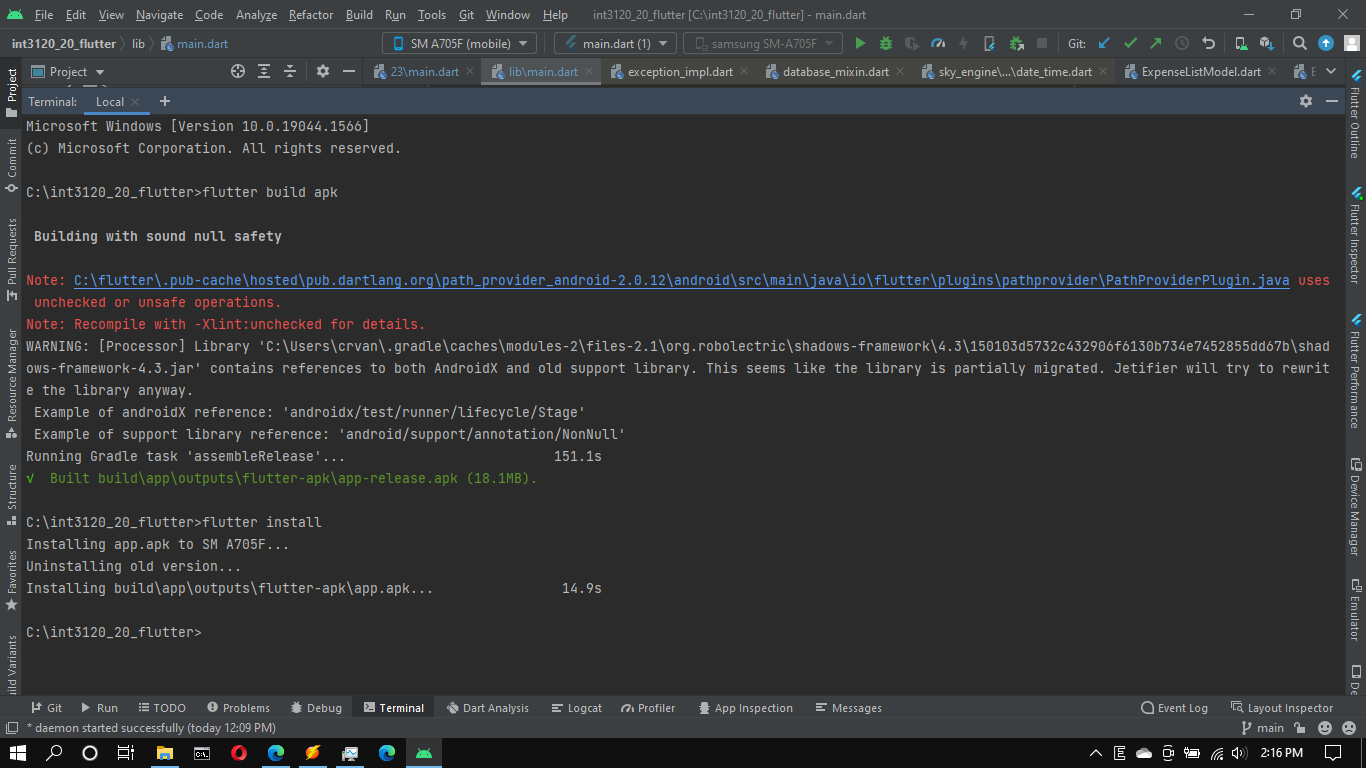 File Edit View Navigate Code Analyze Refactor Build Run Tools Git Window Help int3120_20_flutter [C:\int3120_20_flutter] - main.dart
int3120_20_flutter lib main.dart SM A705F (mobile) main.dart (1) samsung SM-A705F Git:
Project 23\main.dart lib\main.dart exception_impl.dart database_mixin.dart sky_engine\...\date_time.dart ExpenseListModel.dart E
Terminal: Local
Microsoft Windows [Version 10.0.19044.1566]
(c) Microsoft Corporation. All rights reserved.
C:\int3120_20_flutter>flutter build apk
Building with sound null safety
Note: C:\flutter\.pub-cache\hosted\pub.dartlang.org\path_provider_android-2.0.12\android\src\main\java\io\flutter\plugins\pathprovider\PathProviderPlugin.java uses
unchecked or unsafe operations.
Note: Recompile with -Xlint:unchecked for details.
WARNING: [Processor] Library 'C:\Users\crvan\.gradle\caches\modules-2\files-2.1\org.robolectric\shadows-framework\4.3\150103d5732c432906f6130b734e7452855dd67b\shad
ows-framework-4.3.jar' contains references to both AndroidX and old support library. This seems like the library is partially migrated. Jetifier will try to rewrit
e the library anyway.
Example of androidX reference: 'androidx/test/runner/lifecycle/Stage'
Example of support library reference: 'android/support/annotation/NonNull'
Running Gradle task 'assembleRelease'... 151.1s
√ Built build\app\outputs\flutter-apk\app-release.apk (18.1MB).
C:\int3120_20_flutter>flutter install
Installing app.apk to SM A705F...
Uninstalling old version...
Installing build\app\outputs\flutter-apk\app.apk... 14.9s
C:\int3120_20_flutter>
Project
Commit
Pull Requests
Resource Manager
Structure
Favorites
ild Variants
Flutter Outline
Flutter Inspector
Flutter Performance
Device Manager
Emulator
De
Git Run TODO Problems Debug Terminal Dart Analysis Logcat Profiler App Inspection Messages Event Log Layout Inspector
* daemon started successfully (today 12:09 PM) main
2:16 PM